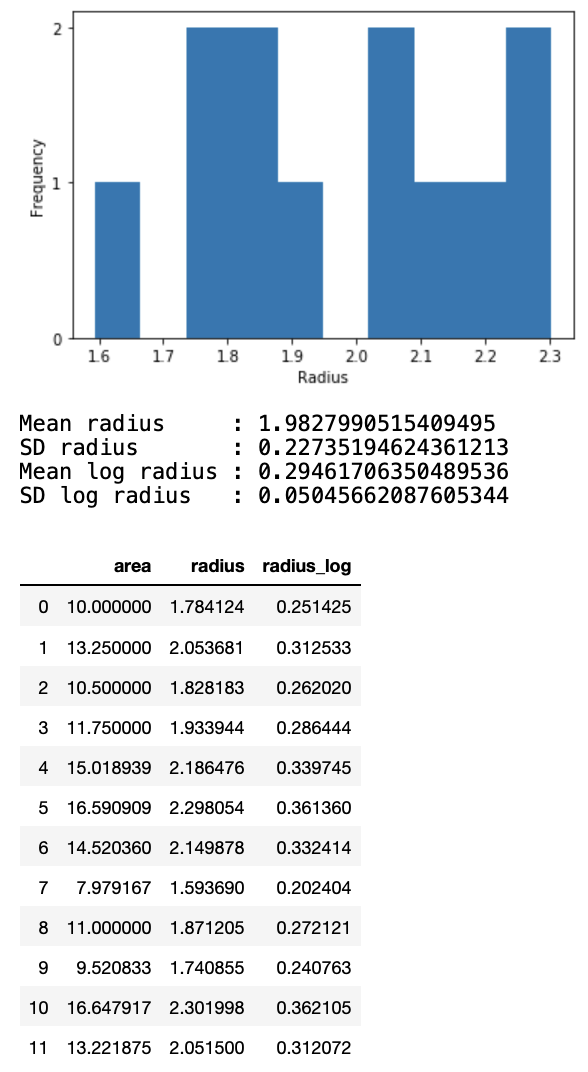 2
1
0
Frequency
1.6 1.7 1.8 1.9 2.0 2.1 2.2 2.3
Radius
Mean radius : 1.9827990515409495
SD radius : 0.22735194624361213
Mean log radius : 0.29461706350489536
SD log radius : 0.05045662087605344
area radius radius_log
0 10.000000 1.784124 0.251425
1 13.250000 2.053681 0.312533
2 10.500000 1.828183 0.262020
3 11.750000 1.933944 0.286444
4 15.018939 2.186476 0.339745
5 16.590909 2.298054 0.361360
6 14.520360 2.149878 0.332414
7 7.979167 1.593690 0.202404
8 11.000000 1.871205 0.272121
9 9.520833 1.740855 0.240763
10 16.647917 2.301998 0.362105
11 13.221875 2.051500 0.312072